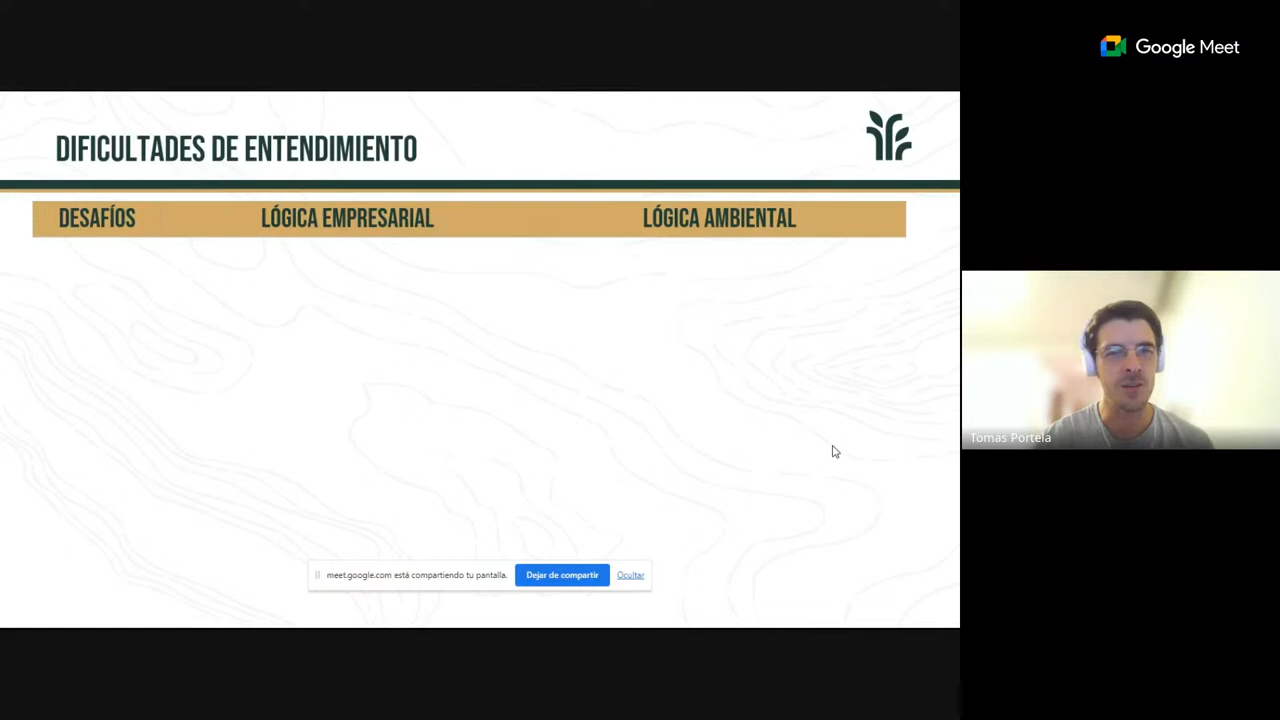 Google Meet
DIFICULTADES DE ENTENDIMIENTO
DESAFÍOS LÓGICA EMPRESARIAL LÓGICA AMBIENTAL
Tomas Portela
meet.google.com está compartiendo tu pantalla. Dejar de compartir Ocultar